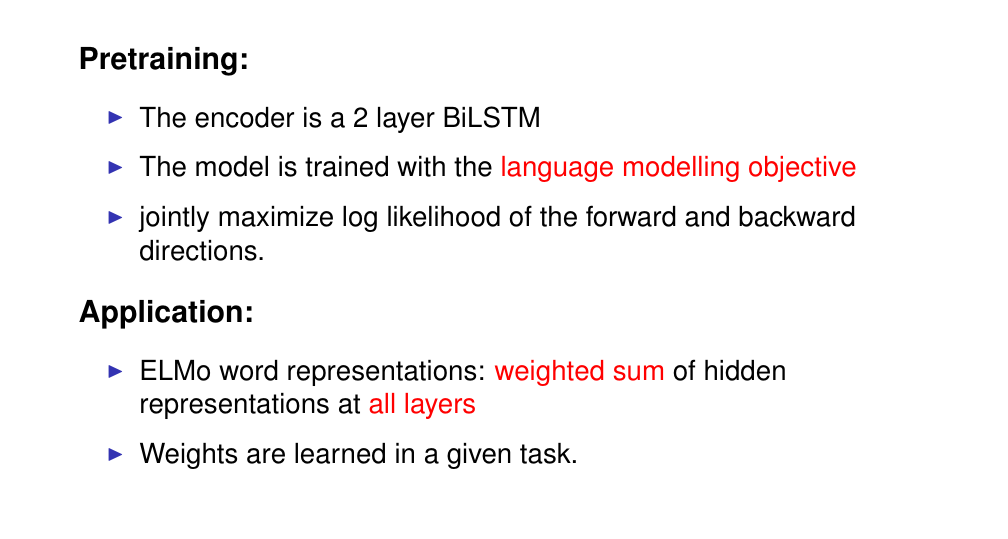 Pretraining:
▶ The encoder is a 2 layer BiLSTM
▶ The model is trained with the language modelling objective
▶ jointly maximize log likelihood of the forward and backward
directions.
Application:
▶ ELMo word representations: weighted sum of hidden
representations at all layers
▶ Weights are learned in a given task.